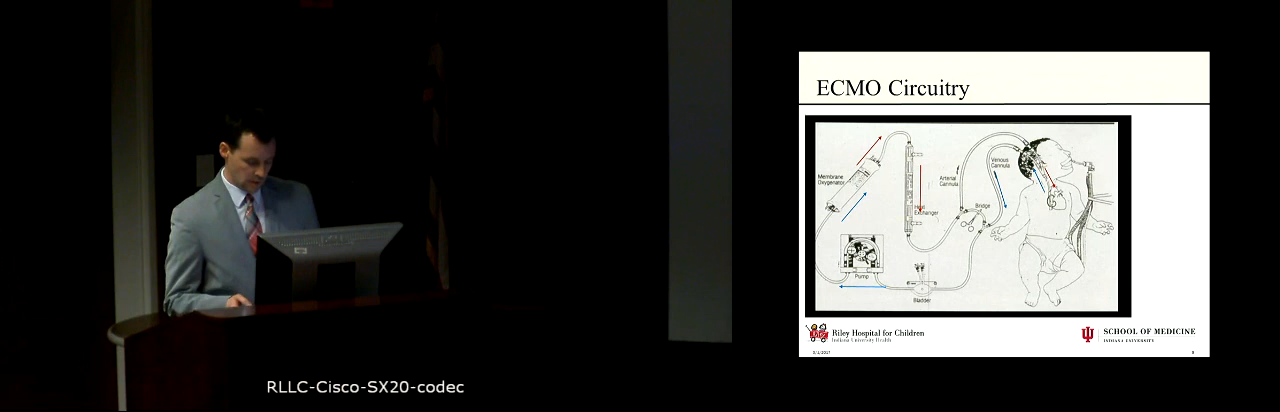 ECMO Circuitry
Membrane
Oxygenator
Heat
Exchanger
Arterial
Cannula
Venous
Cannula
Bridge
Pump
Bladder
Riley Hospital for Children
Indiana University Health
SCHOOL OF MEDICINE
INDIANA UNIVERSITY
RLLC-Cisco-SX20-codec